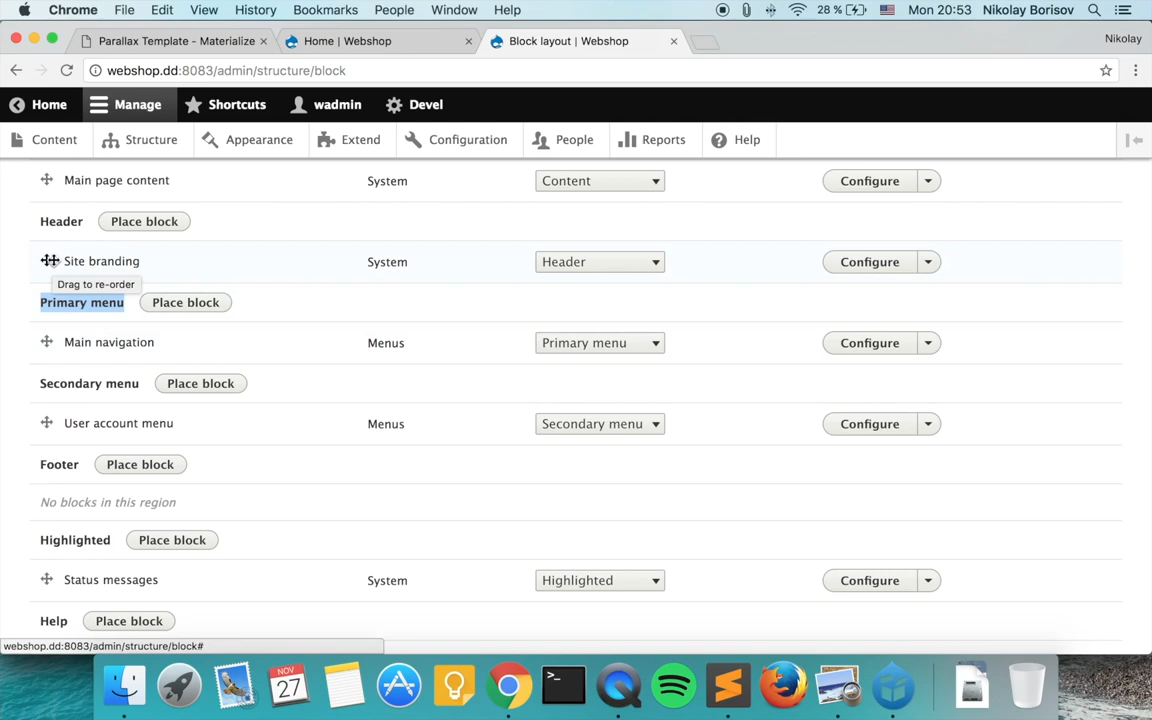 Chrome File Edit View History Bookmarks People Window Help 28 % Mon 20:53 Nikolay Borisov
Parallax Template - Materialize Home | Webshop Block layout | Webshop Nikolay
webshop.dd:8083/admin/structure/block
Home Manage Shortcuts wadmin Devel
Content Structure Appearance Extend Configuration People Reports Help
Main page content System Content Configure
Header Place block
Site branding System Header Configure
Drag to re-order
Primary menu Place block
Main navigation Menus Primary menu Configure
Secondary menu Place block
User account menu Menus Secondary menu Configure
Footer Place block
No blocks in this region
Highlighted Place block
Status messages System Highlighted Configure
Help Place block
webshop.dd:8083/admin/structure/block#
NOV
27